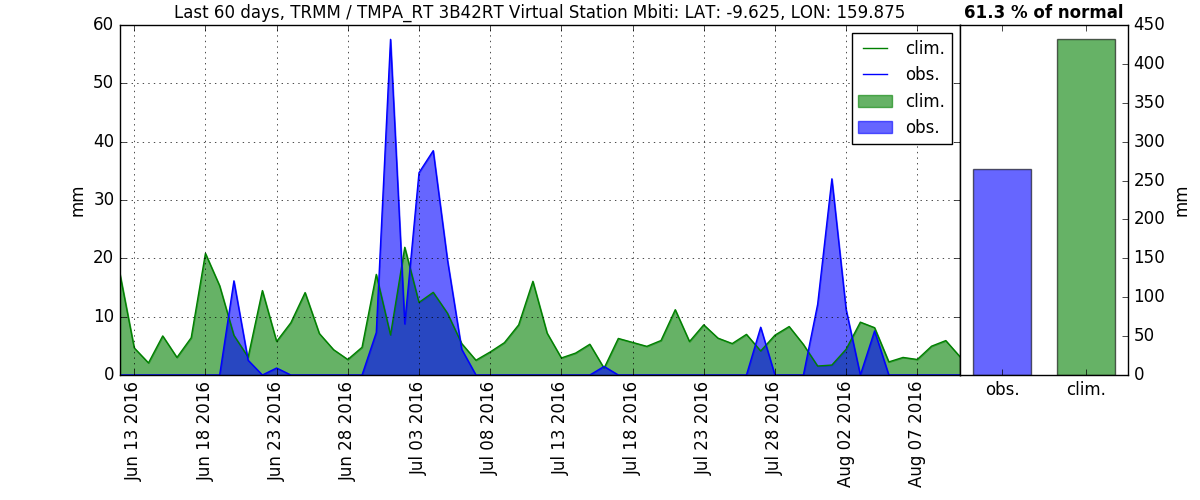 Last 60 days, TRMM / TMPA_RT 3B42RT Virtual Station Mbiti: LAT: -9.625, LON: 159.875
61.3 % of normal
60
50
40
30
20
10
0
mm
clim.
obs.
clim.
obs.
Jun 13 2016
Jun 18 2016
Jun 23 2016
Jun 28 2016
Jul 03 2016
Jul 08 2016
Jul 13 2016
Jul 18 2016
Jul 23 2016
Jul 28 2016
Aug 02 2016
Aug 07 2016
450
400
350
300
250
200
150
100
50
0
mm
obs.
clim.